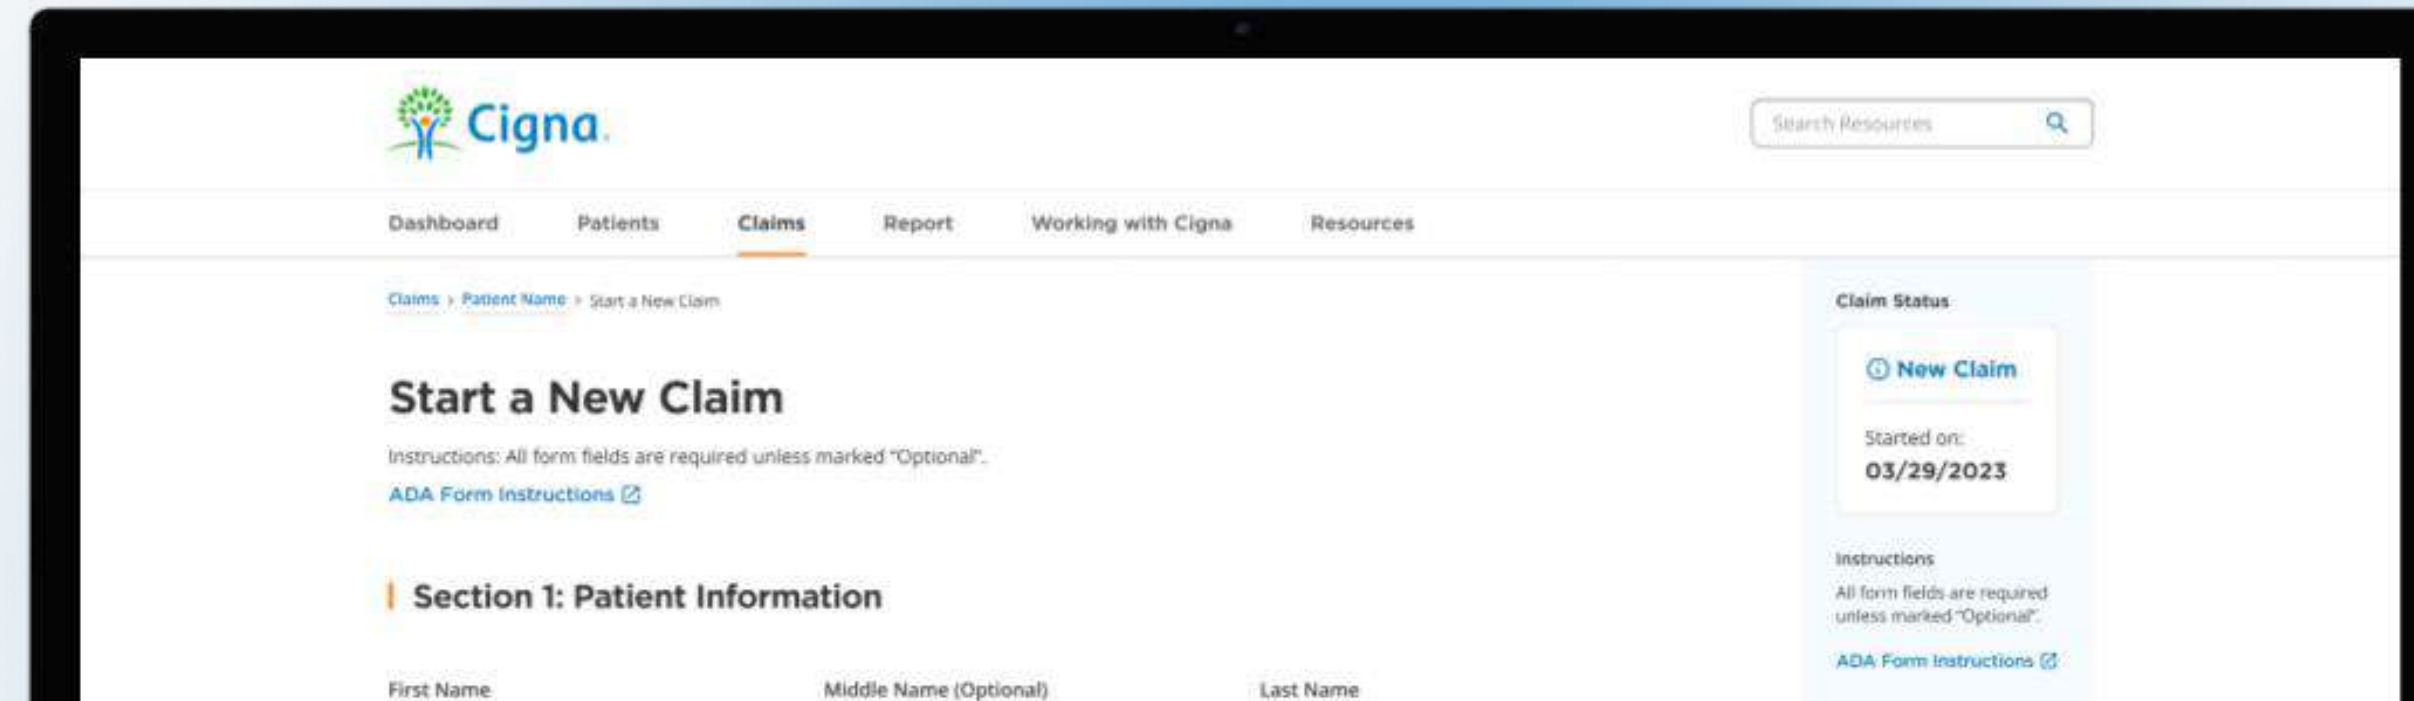 Cigna.
Search Resources
Dashboard Patients Claims Report Working with Cigna Resources
Claims > Patient Name > Start a New Claim
Start a New Claim
Instructions: All form fields are required unless marked "Optional".
ADA Form Instructions
Section 1: Patient Information
First Name Middle Name (Optional) Last Name
Claim Status
New Claim
Started on:
03/29/2023
Instructions
All form fields are required
unless marked "Optional".
ADA Form Instructions